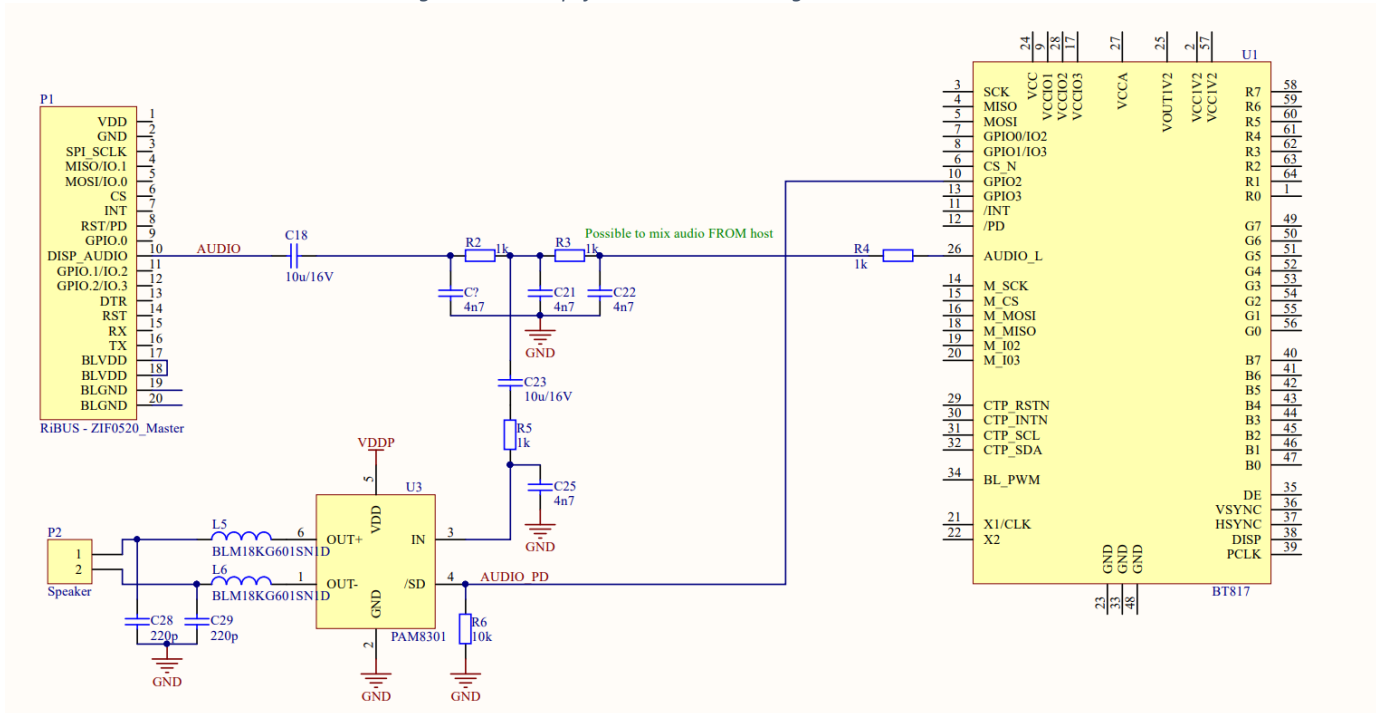 P1
VDD 1
GND 2
SPI_SCLK 3
MISO/IO.1 4
MOSI/IO.0 5
CS 6
INT 7
RST/PD 8
GPIO.0 9
DISP_AUDIO 10
GPIO.1/IO.2 11
GPIO.2/IO.3 12
DTR 13
RST 14
RX 15
TX 16
BLVDD 17
BLVDD 18
BLGND 19
BLGND 20
RiBUS - ZIF0520_Master
AUDIO
C18
10u/16V
R2
1k
R3
1k
C?
4n7
C21
4n7
C22
4n7
GND
Possible to mix audio FROM host
R4
1k
C23
10u/16V
R5
1k
C25
4n7
GND
VDDP
5
U3
VDD
6 OUT+
1 OUT-
IN 3
/SD 4
GND
2
PAM8301
GND
AUDIO_PD
R6
10k
GND
P2
1
2
Speaker
L5
BLM18KG601SN1D
L6
BLM18KG601SN1D
C28
220p
C29
220p
GND
U1
24 VCC
9 VCCIO1
28 VCCIO2
17 VCCIO3
27 VCCA
25 VOUT1V2
2 VCC1V2
57 VCC1V2
3 SCK
4 MISO
5 MOSI
7 GPIO0/IO2
8 GPIO1/IO3
6 CS_N
10 GPIO2
13 GPIO3
11 /INT
12 /PD
26 AUDIO_L
14 M_SCK
15 M_CS
16 M_MOSI
18 M_MISO
19 M_I02
20 M_I03
29 CTP_RSTN
30 CTP_INTN
31 CTP_SCL
32 CTP_SDA
34 BL_PWM
21 X1/CLK
22 X2
R7 58
R6 59
R5 60
R4 61
R3 62
R2 63
R1 64
R0 1
G7 49
G6 50
G5 51
G4 52
G3 53
G2 54
G1 55
G0 56
B7 40
B6 41
B5 42
B4 43
B3 44
B2 45
B1 46
B0 47
DE 35
VSYNC 36
HSYNC 37
DISP 38
PCLK 39
GND 23
GND 33
GND 48
BT817